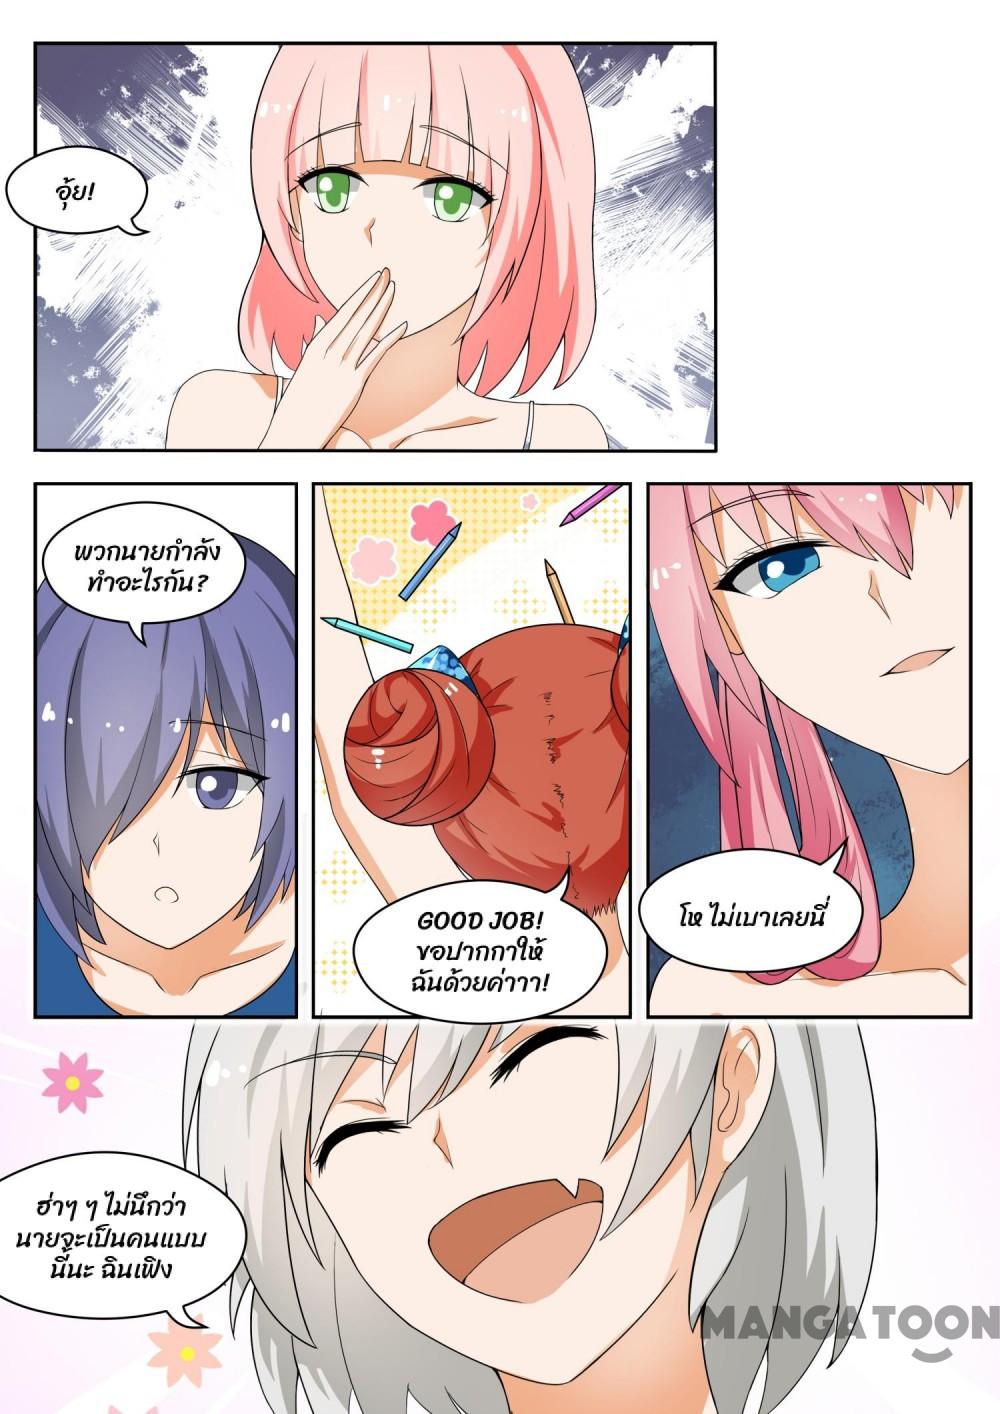 อุ้ย!
พวกนายกำลัง
ทำอะไรกัน?
GOOD JOB!
ขอปากกาให้
ฉันด้วยค่าาา!
โห ไม่เบาเลยนี่
ฮ่าๆ ๆ ไม่นึกว่า
นายจะเป็นคนแบบ
นี้นะ ฉินเฟิง
MANGATOON